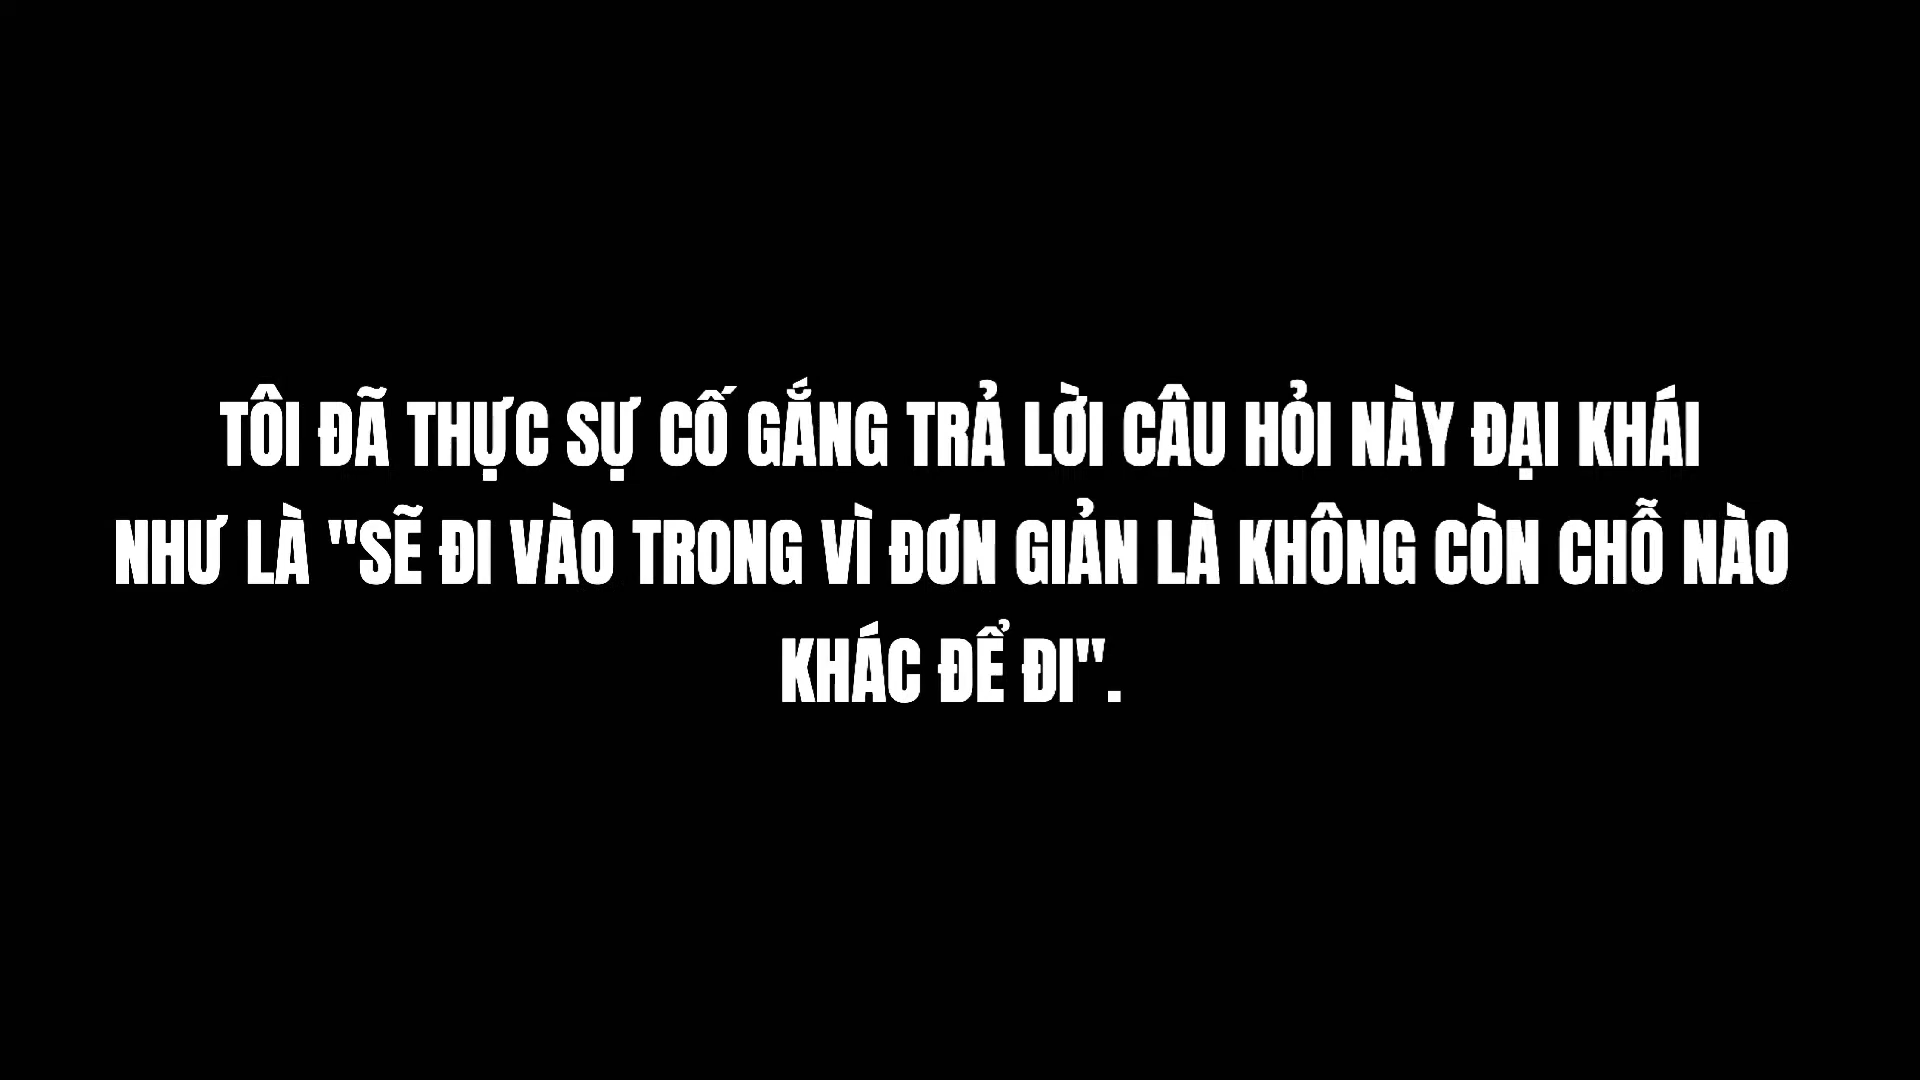 TÔI ĐÃ THỰC SỰ CỐ GẮNG TRẢ LỜI CÂU HỎI NÀY ĐẠI KHÁI
NHƯ LÀ "SẼ ĐI VÀO TRONG VÌ ĐƠN GIẢN LÀ KHÔNG CÒN CHỖ NÀO
KHÁC ĐỂ ĐI".